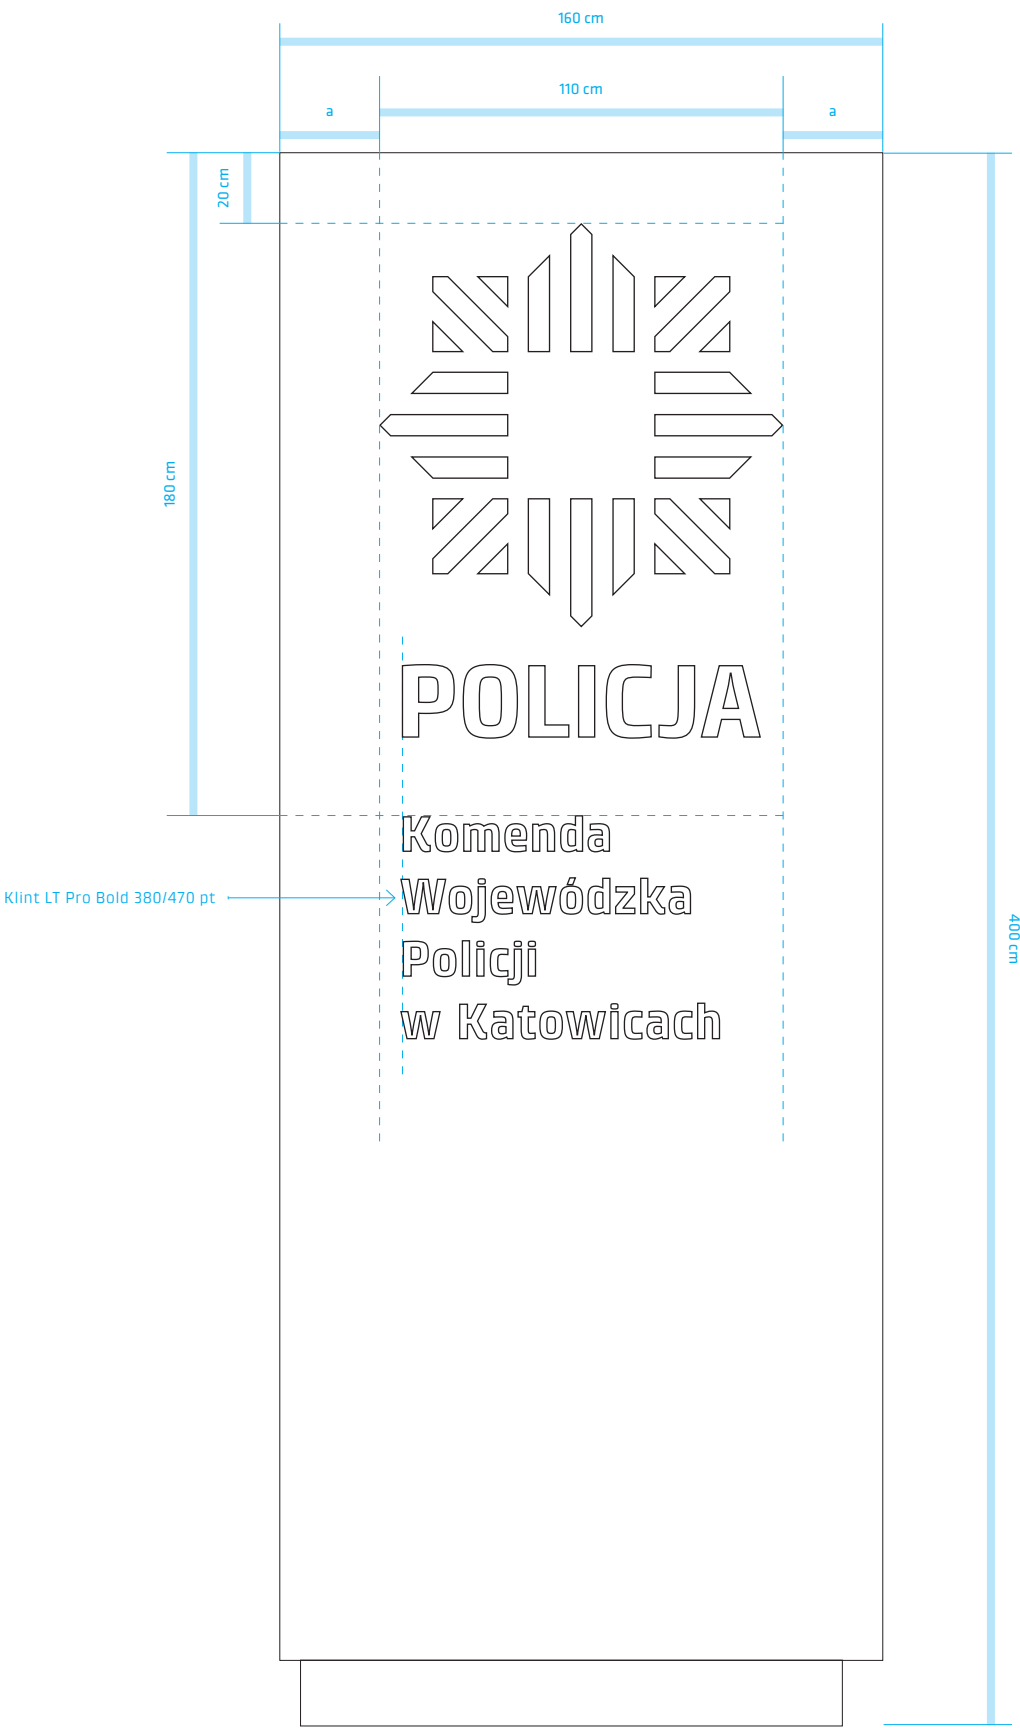 160 cm
110 cm
a
a
20 cm
180 cm
POLICJA
Komenda
Wojewódzka
Klint LT Pro Bold 380/470 pt
Policji
w Katowicach
400 cm